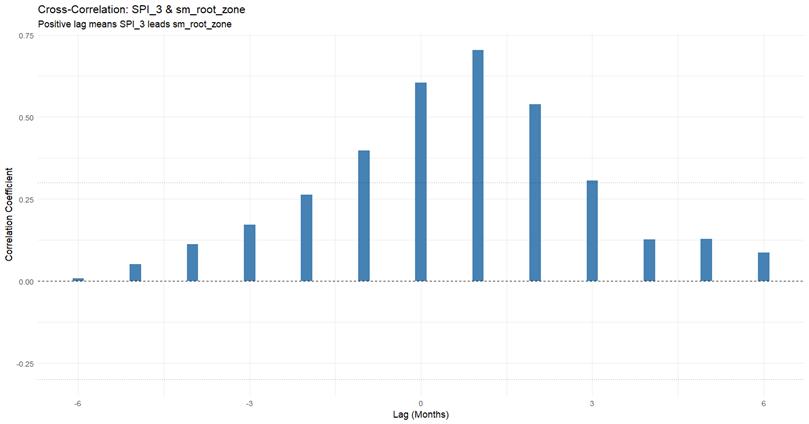 Cross-Correlation: SPI_3 & sm_root_zone
Positive lag means SPI_3 leads sm_root_zone
0.75
0.50
0.25
0.00
-0.25
Correlation Coefficient
-6
-3
0
3
6
Lag (Months)